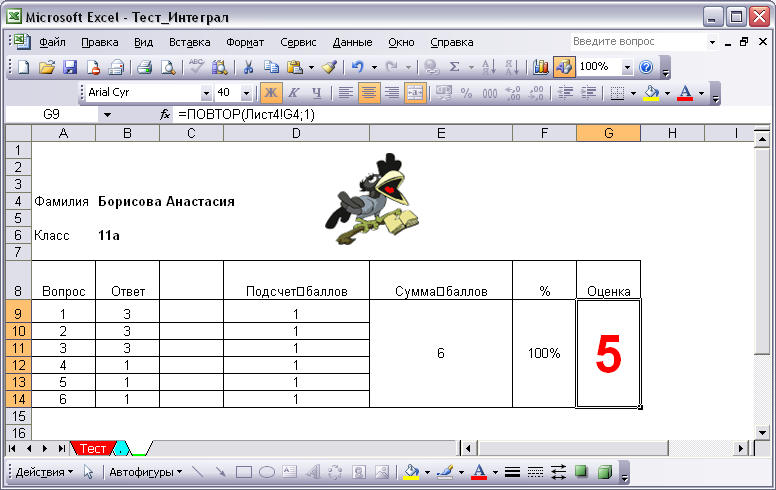 Microsoft Excel - Тест_Интеграл
Файл Правка Вид Вставка Формат Сервис Данные Окно Справка Введите вопрос
100%
Arial Cyr 40 Ж К Ч
G9 fx =ПОВТОР(Лист4!G4;1)
A B C D E F G H I
1
2
3
4 Фамилия Борисова Анастасия
5
6 Класс 11а
7
8 Вопрос Ответ Подсчет баллов Сумма баллов % Оценка
9 1 3 1
10 2 3 1
11 3 3 1 6 100% 5
12 4 1 1
13 5 1 1
14 6 1 1
15
16
Тест
Действия Автофигуры